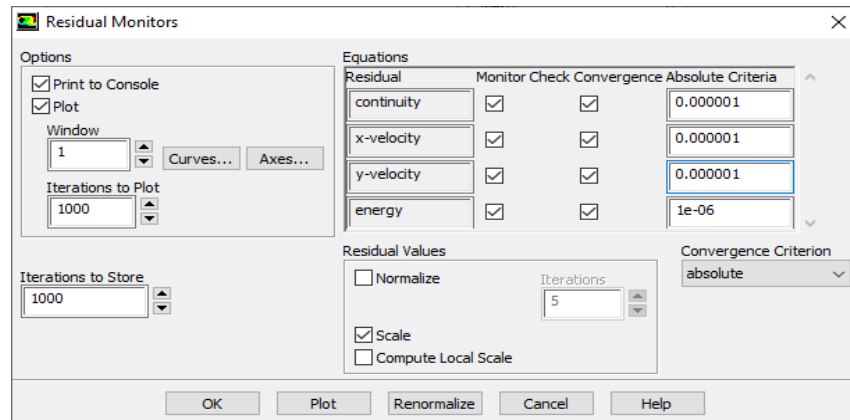 Residual Monitors
Options
Print to Console
Plot
Window
1
Curves... Axes...
Iterations to Plot
1000
Iterations to Store
1000
Equations
Residual Monitor Check Convergence Absolute Criteria
continuity 0.000001
x-velocity 0.000001
y-velocity 0.000001
energy 1e-06
Residual Values
Normalize
Iterations
5
Scale
Compute Local Scale
Convergence Criterion
absolute
OK Plot Renormalize Cancel Help